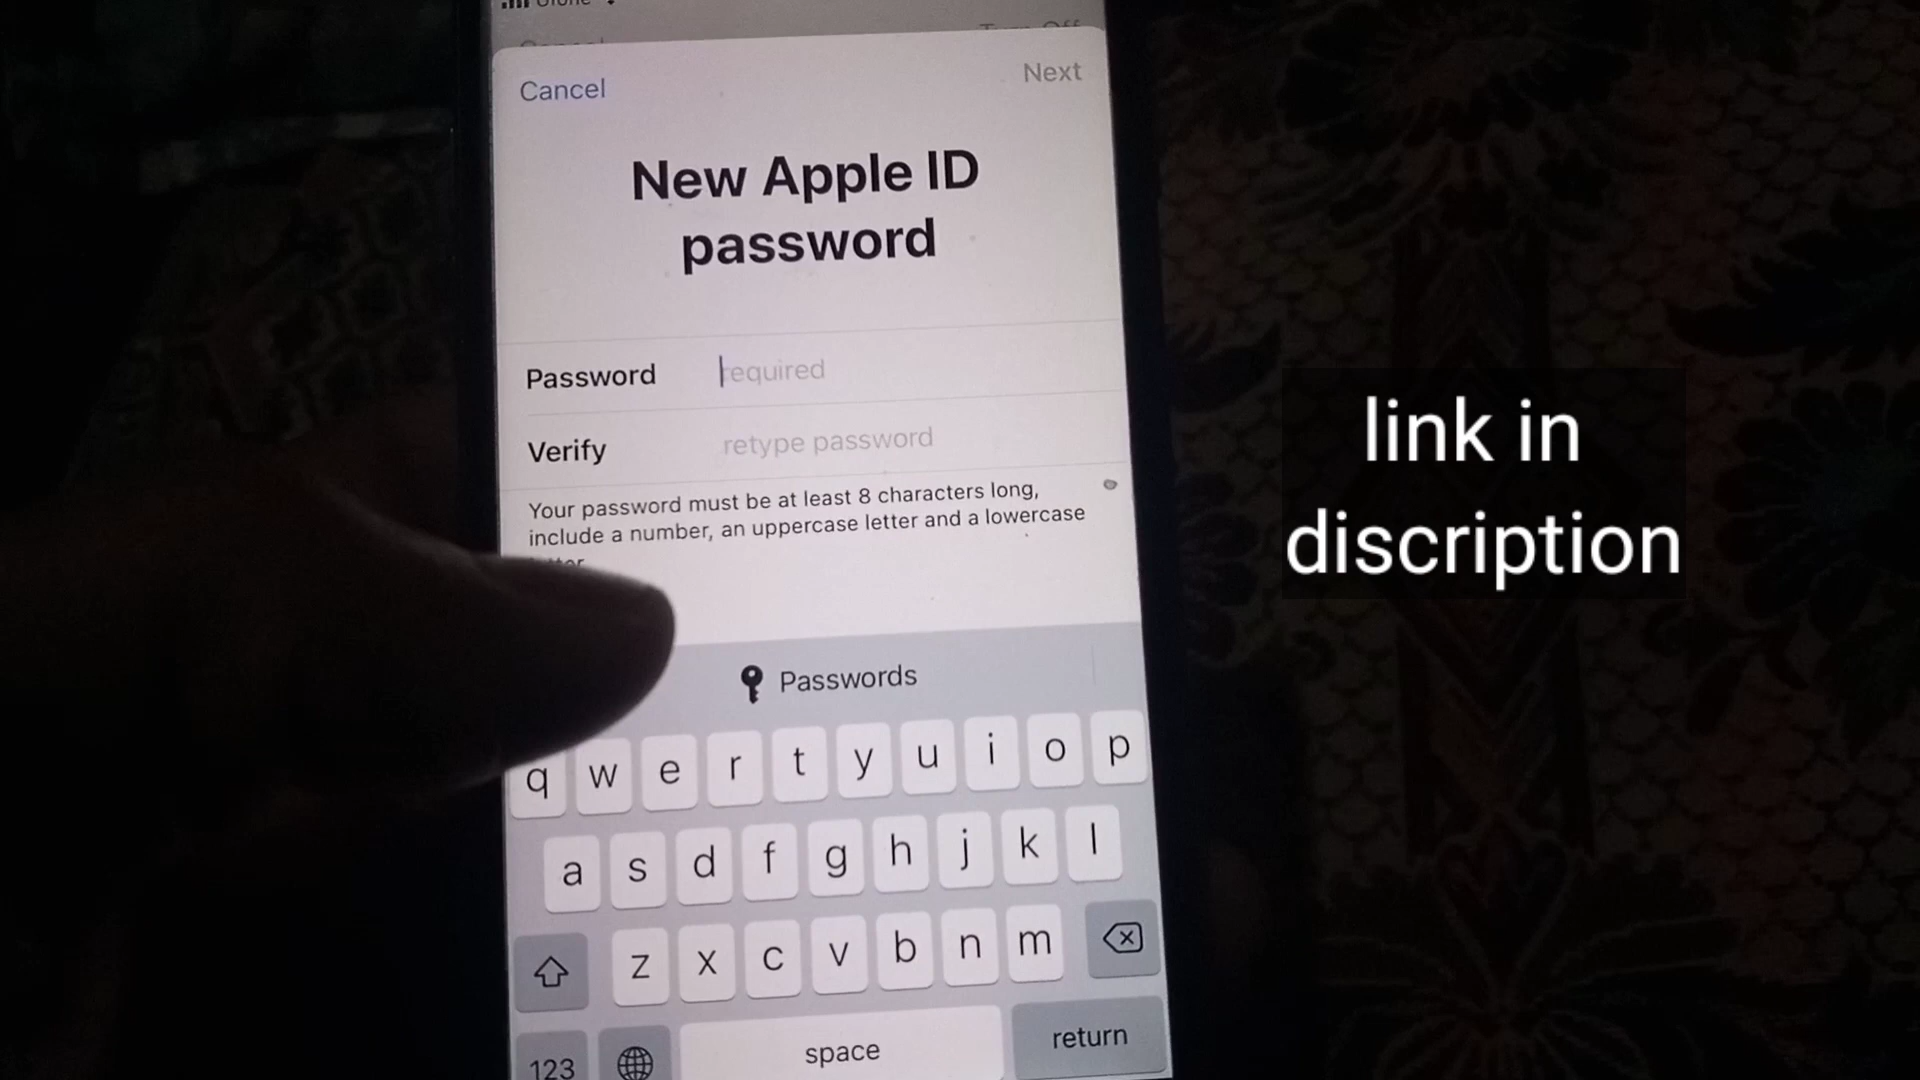 Cancel
Next
New Apple ID
password
Password required
Verify retype password
Your password must be at least 8 characters long,
include a number, an uppercase letter and a lowercase
Passwords
q w e r t y u i o p
a s d f g h j k l
z x c v b n m
123 space return
link in
discription